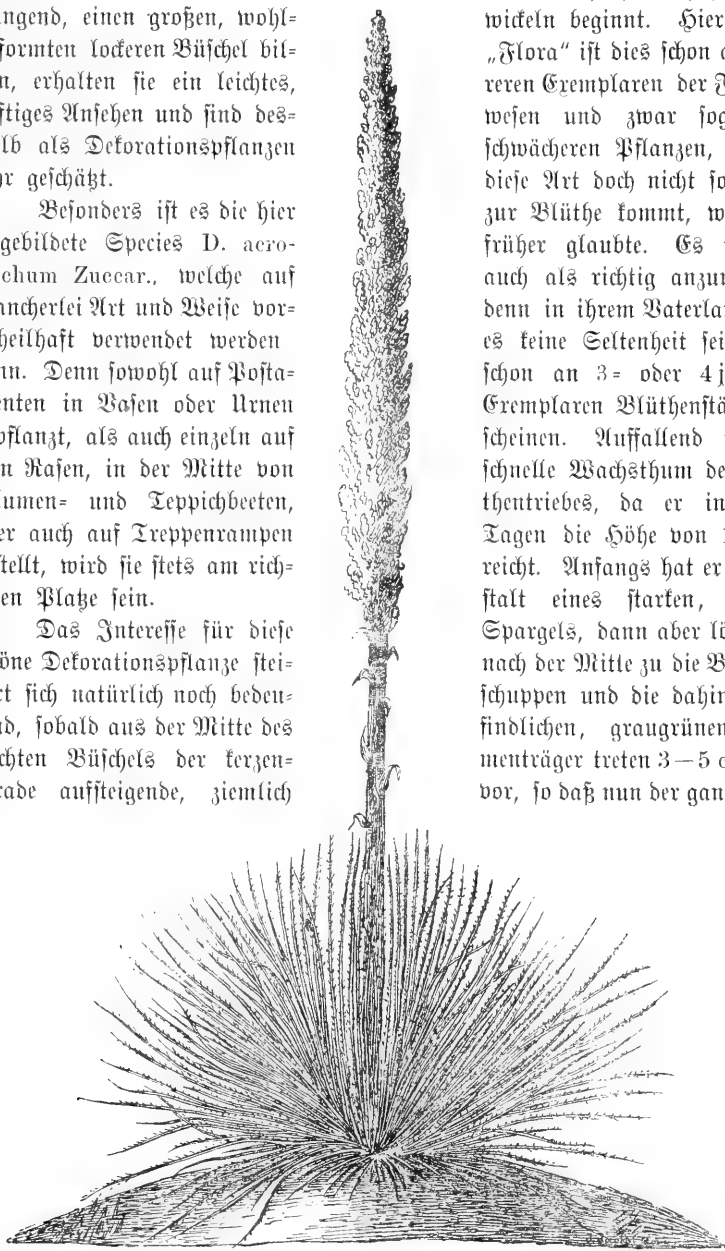 ngend, einen großen, wohl=
formten lockeren Büschel bil=
n, erhalten sie ein leichtes,
ftiges Ansehen und sind des=
lb als Dekorationspflanzen
hr geschätzt.
Besonders ist es die hier
gebildete Species D. acro-
chum Zuccar., welche auf
ancherlei Art und Weise vor=
heilhaft verwendet werden
nn. Denn sowohl auf Posta=
enten in Vasen oder Urnen
pflanzt, als auch einzeln auf
n Rasen, in der Mitte von
lumen= und Teppichbeeten,
er auch auf Treppenrampen
stellt, wird sie stets am rich=
en Platze sein.
Das Interesse für diese
öne Dekorationspflanze stei=
rt sich natürlich noch beden=
nd, sobald aus der Mitte des
chten Büschels der kerzen=
rade aufsteigende, ziemlich
wickeln beginnt. Hier
„Flora“ ist dies schon
reren Exemplaren der
wesen und zwar sog
schwächeren Pflanzen,
diese Art doch nicht so
zur Blüthe kommt, w
früher glaubte. Es
auch als richtig anzu
denn in ihrem Vaterla
es keine Seltenheit sei
schon an 3= oder 4 j
Exemplaren Blüthenstä
scheinen. Auffallend
schnelle Wachsthum de
thentriebes, da er in
Tagen die Höhe von
reicht. Anfangs hat er
stalt eines starken,
Spargels, dann aber lö
nach der Mitte zu die B
schuppen und die dahin
findlichen, graugrünen
menträger treten 3—5 c
vor, so daß nun der gan